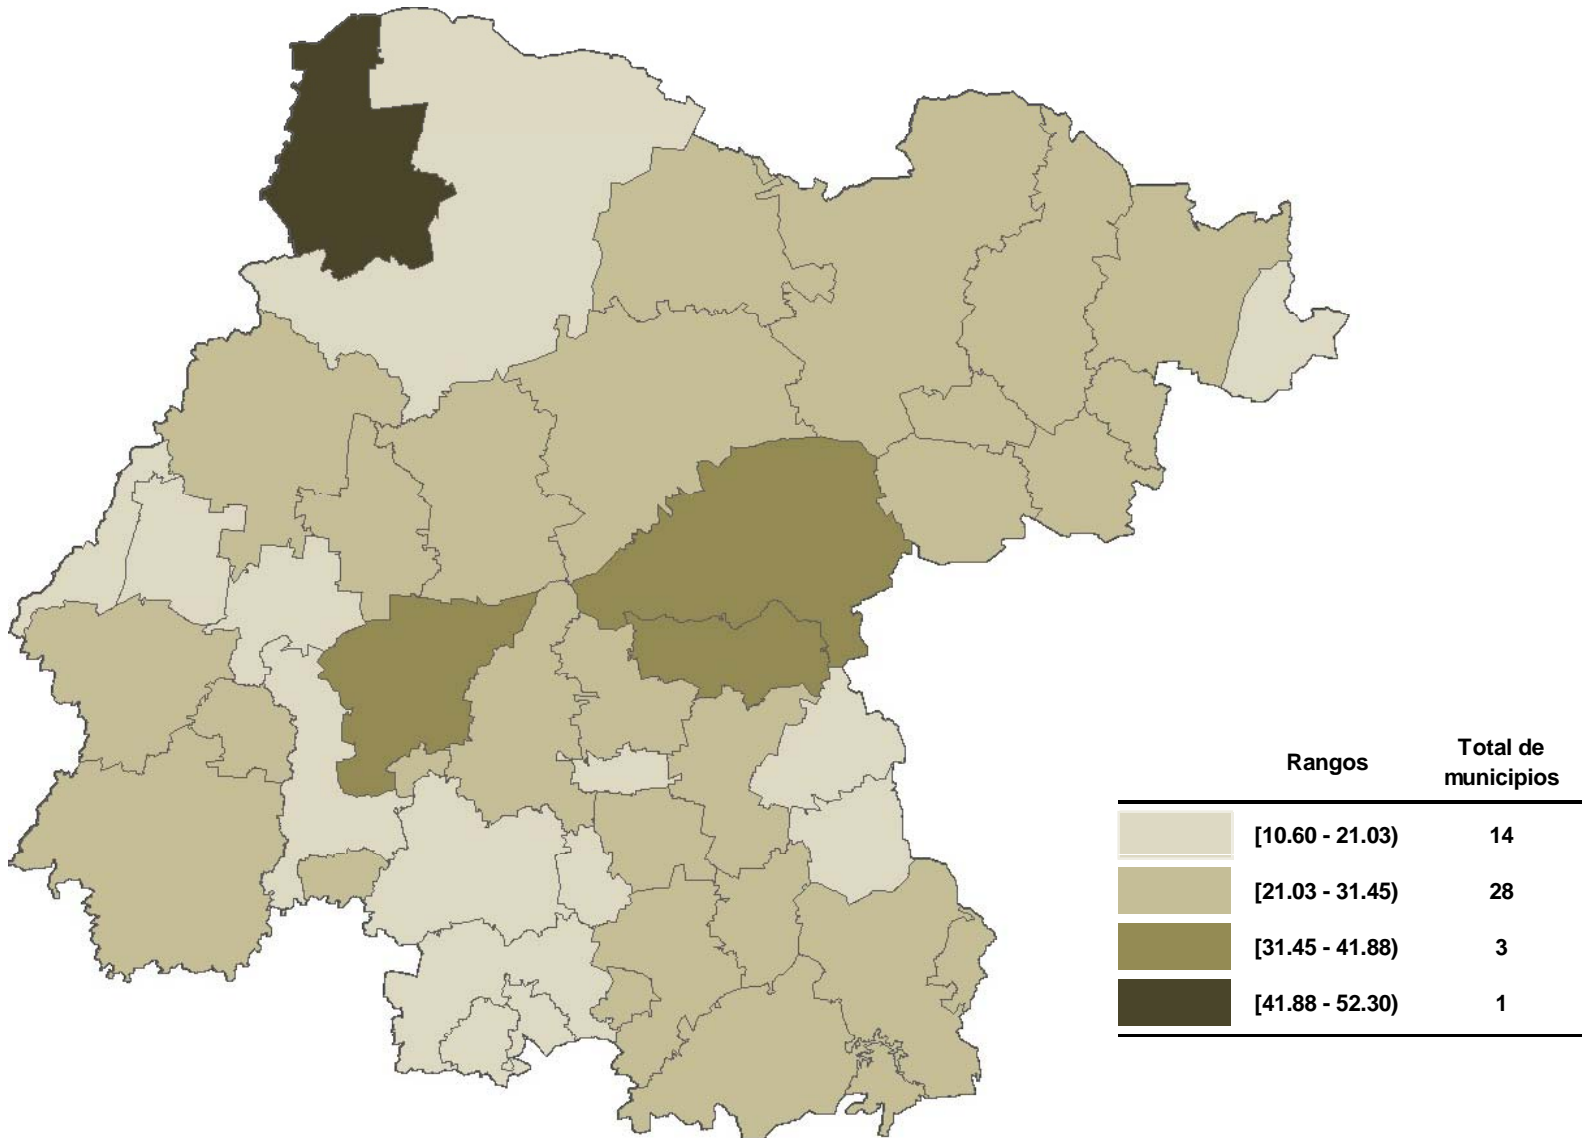 Rangos Total de
municipios
[10.60 - 21.03) 14
[21.03 - 31.45) 28
[31.45 - 41.88) 3
[41.88 - 52.30) 1